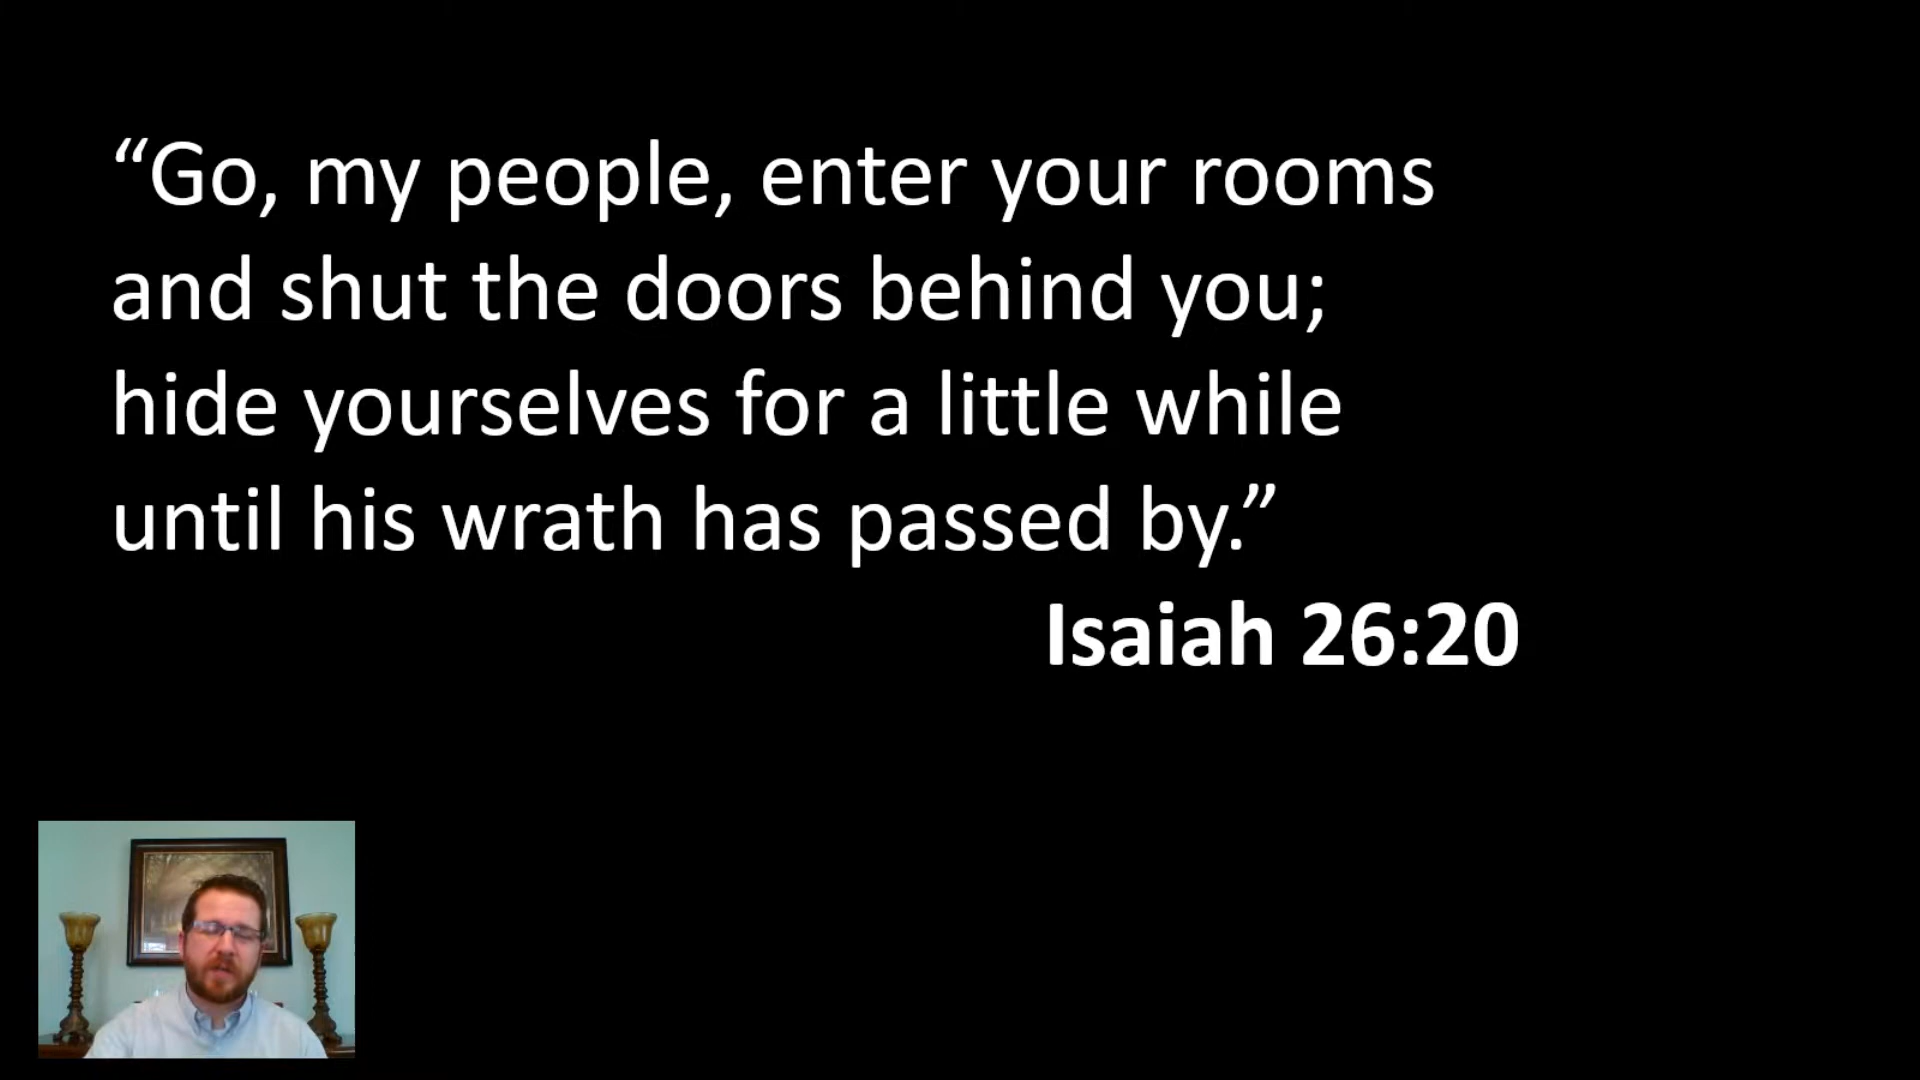 “Go, my people, enter your rooms
and shut the doors behind you;
hide yourselves for a little while
until his wrath has passed by.”
Isaiah 26:20